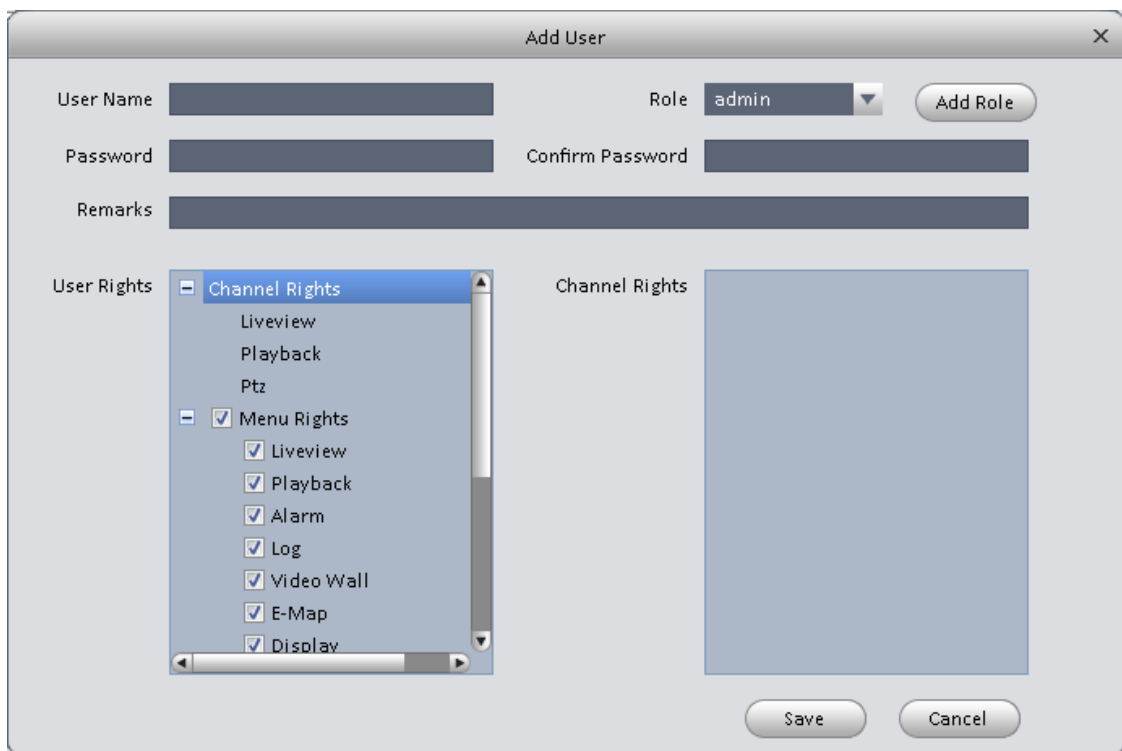 Add User
User Name
Role admin Add Role
Password
Confirm Password
Remarks
User Rights
Channel Rights
Liveview
Playback
Ptz
Menu Rights
Liveview
Playback
Alarm
Log
Video Wall
E-Map
Display
Channel Rights
Save Cancel